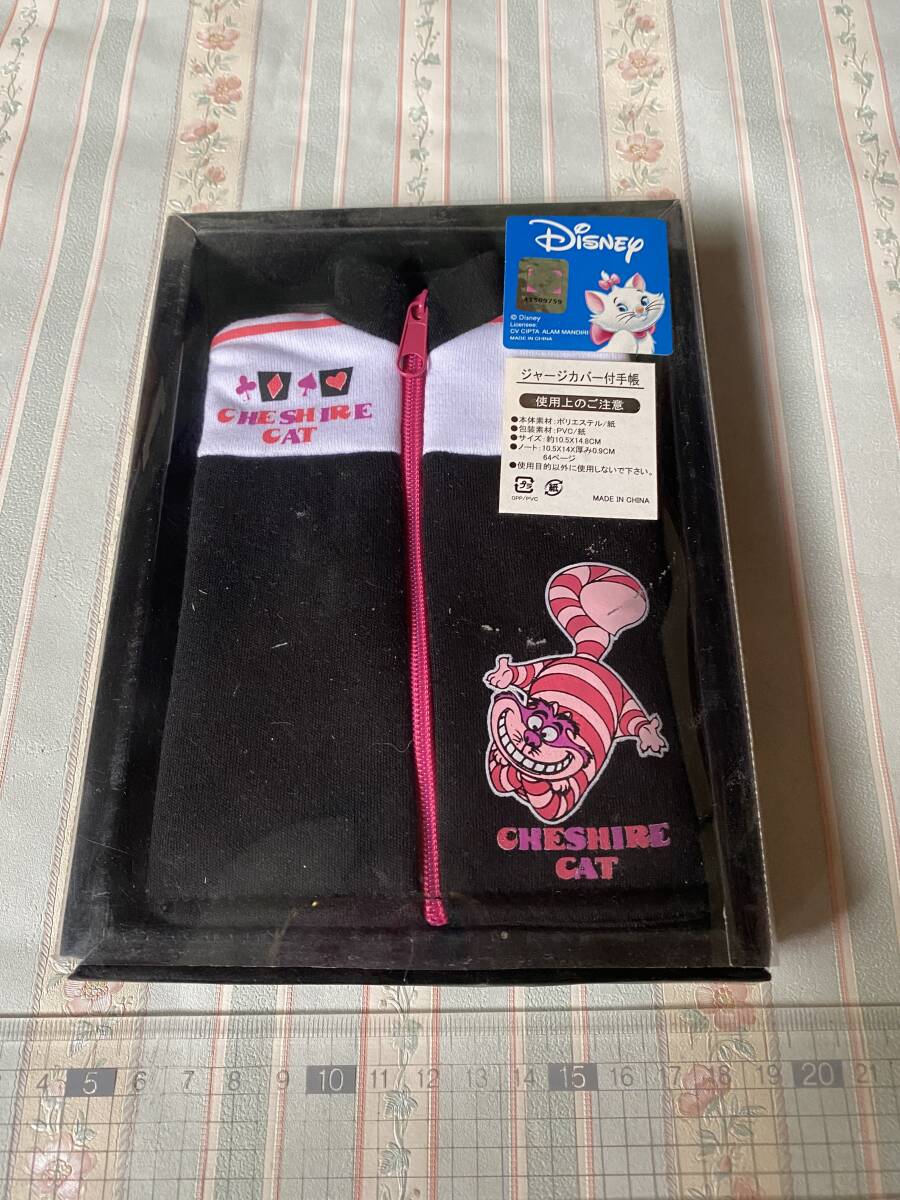 Disney
41509759
© Disney
Licensee:
CV CIPTA ALAM MANDIRI
MADE IN CHINA
ジャージカバー付手帳
使用上のご注意
●本体素材:ポリエステル/紙
●包装素材:PVC/紙
●サイズ:約10.5X14.8CM
●ノート:10.5X14X厚み0.9CM
64ページ
●使用目的以外に使用しないで下さい。
プラ 紙
OPP/PVC
MADE IN CHINA
CHESHIRE
CAT
CHESHIRE
CAT
4 5 6 7 8 9 10 11 12 13 14 15 16 17 18 19 20 21